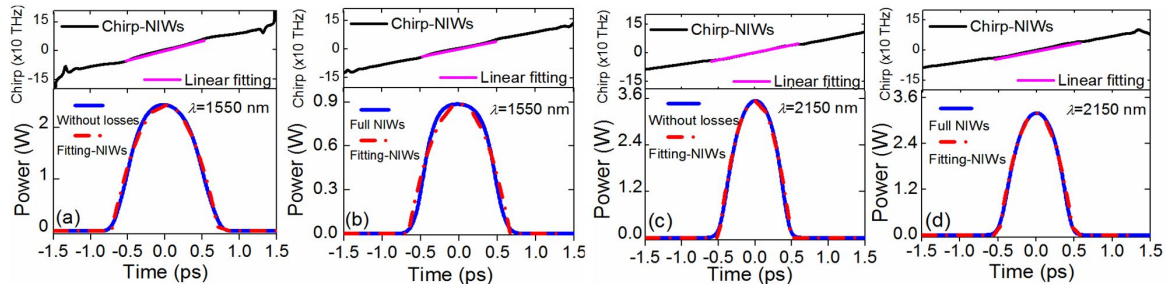 Chirp (x10 THz)
15
0
-15
Chirp-NIWs
Linear fitting
Power (W)
2
1
0
Without losses
λ=1550 nm
Fitting-NIWs
(a)
-1.5 -1.0 -0.5 0.0 0.5 1.0 1.5
Time (ps)
Chirp (x10 THz)
15
0
-15
Chirp-NIWs
Linear fitting
Power (W)
0.9
0.6
0.3
0.0
Full NIWs
λ=1550 nm
Fitting-NIWs
(b)
-1.5 -1.0 -0.5 0.0 0.5 1.0 1.5
Time (ps)
Chirp (x10 THz)
15
0
-15
Chirp-NIWs
Linear fitting
Power (W)
3.6
2.4
1.2
0.0
Without losses
λ=2150 nm
Fitting-NIWs
(c)
-1.5 -1.0 -0.5 0.0 0.5 1.0 1.5
Time (ps)
Chirp (x10 THz)
15
0
-15
Chirp-NIWs
Linear fitting
Power (W)
3.6
2.4
1.2
0.0
Full NIWs
λ=2150 nm
Fitting-NIWs
(d)
-1.5 -1.0 -0.5 0.0 0.5 1.0 1.5
Time (ps)